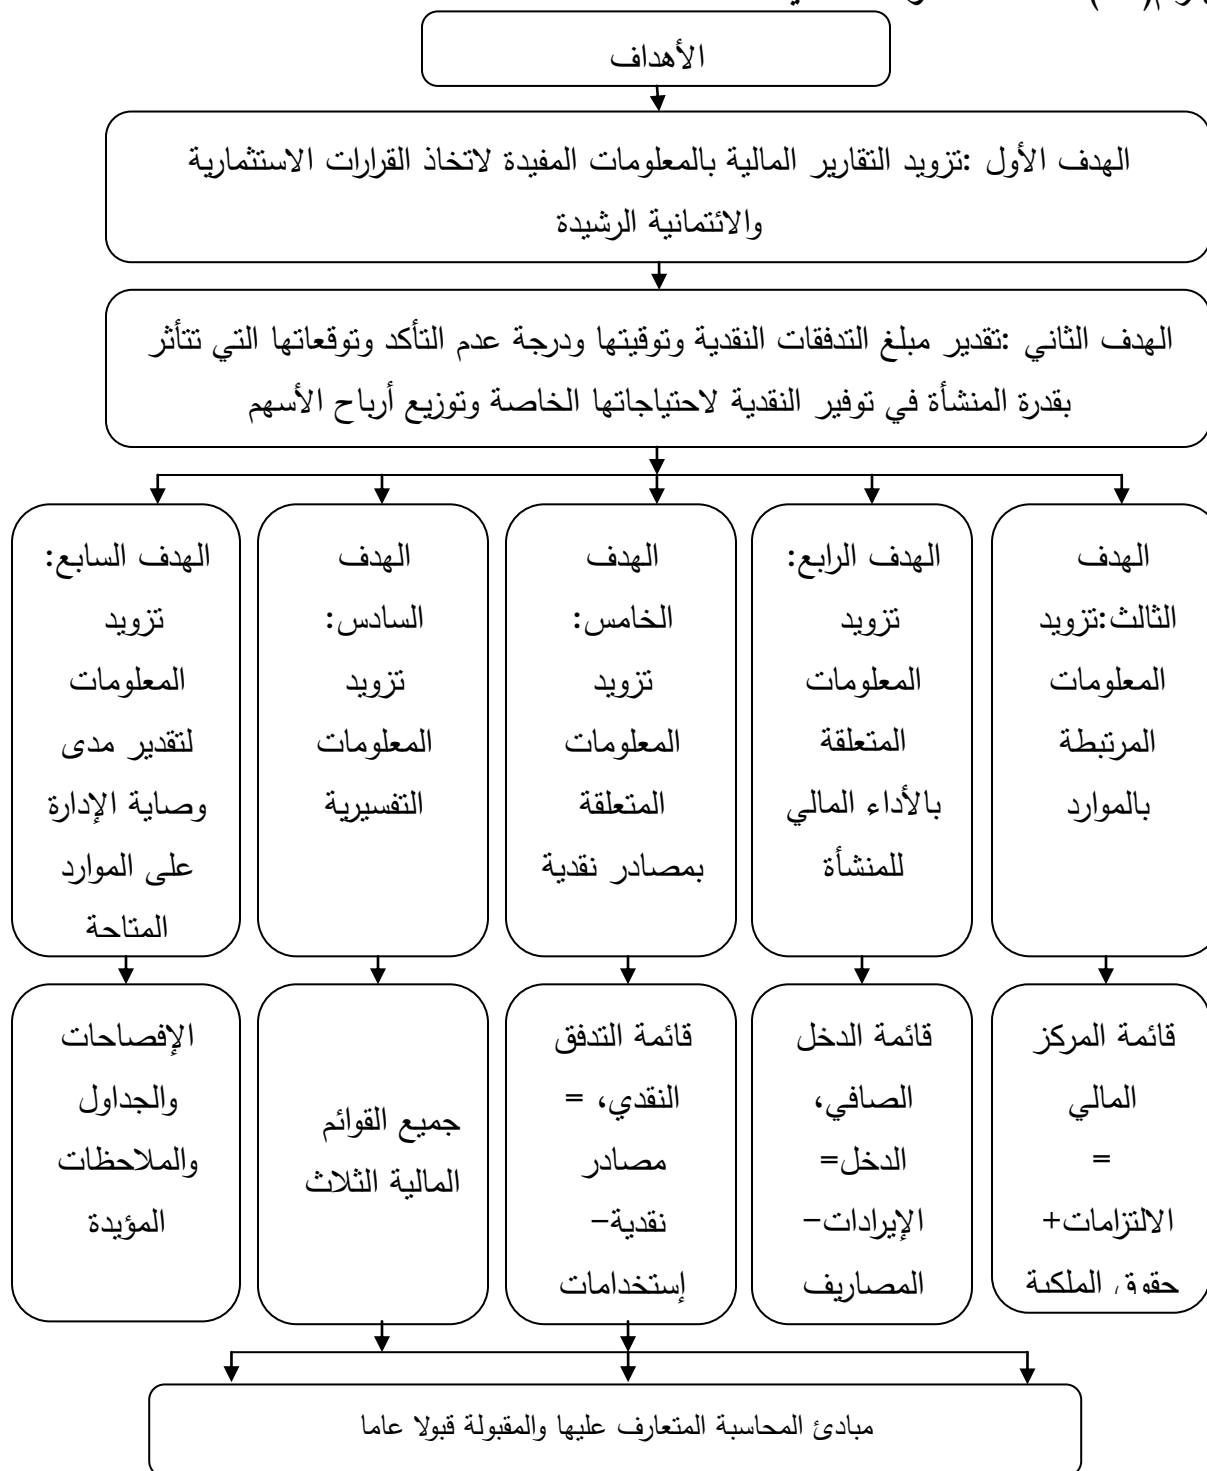 الأهداف
الهدف الأول :تزويد التقارير المالية بالمعلومات المفيدة لاتخاذ القرارات الاستثمارية
والائتمانية الرشيدة
الهدف الثاني :تقدير مبلغ التدفقات النقدية وتوقيتها ودرجة عدم التأكد وتوقعاتها التي تتأثر
بقدرة المنشأة في توفير النقدية لاحتياجاتها الخاصة وتوزيع أرباح الأسهم
الهدف
الثالث:تزويد
المعلومات
المرتبطة
بالموارد
الهدف الرابع:
تزويد
المعلومات
المتعلقة
بالأداء المالي
للمنشأة
الهدف
الخامس:
تزويد
المعلومات
المتعلقة
بمصادر نقدية
الهدف
السادس:
تزويد
المعلومات
التفسيرية
الهدف السابع:
تزويد
المعلومات
لتقدير مدى
وصاية الإدارة
على الموارد
المتاحة
قائمة المركز
المالي
=
الالتزامات+
حقوق الملكية
قائمة الدخل
الصافي،
الدخل=
الإيرادات–
المصاريف
قائمة التدفق
النقدي، =
مصادر
نقدية–
إستخدامات
جميع القوائم
المالية الثلاث
الإفصاحات
والجداول
والملاحظات
المؤيدة
مبادئ المحاسبة المتعارف عليها والمقبولة قبولا عاما